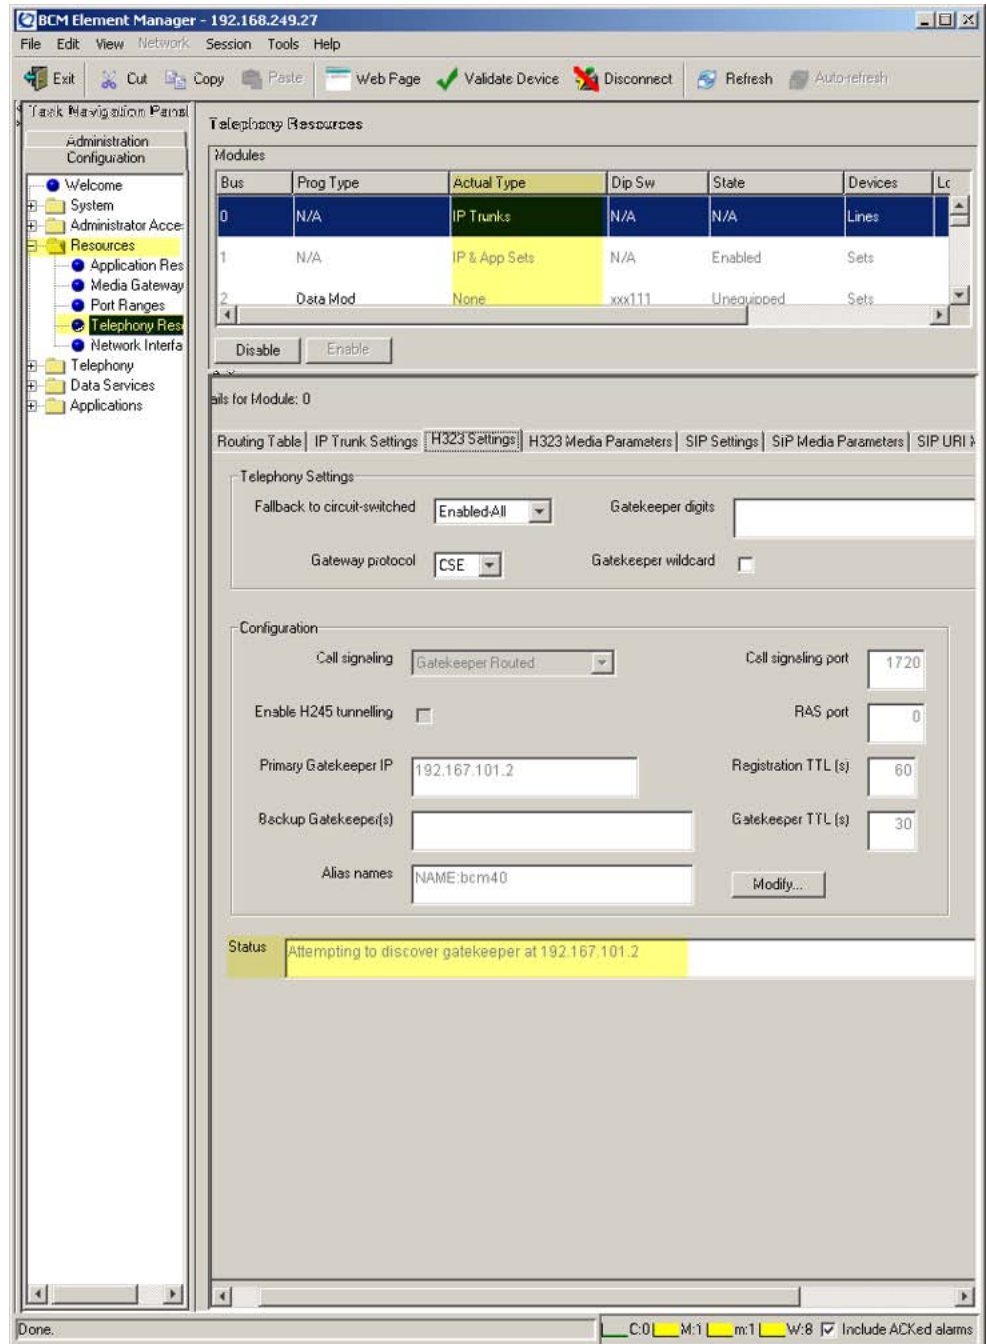 BCM Element Manager - 192.168.249.27
File Edit View Network Session Tools Help
Exit Cut Copy Paste Web Page Validate Device Disconnect Refresh Auto-refresh
Task Navigation Panel
Administration
Configuration
Welcome
System
Administrator Acce
Resources
Application Res
Media Gateway
Port Ranges
Telephony Res
Network Interfa
Telephony
Data Services
Applications
Telephony Resources
Modules
Bus Prog Type Actual Type Dip Sw State Devices Lc
0 N/A IP Trunks N/A N/A Lines
1 N/A IP & App Sets N/A Enabled Sets
2 Data Mod None xxx111 Unequipped Sets
Disable Enable
ails for Module: 0
Routing Table IP Trunk Settings H323 Settings H323 Media Parameters SIP Settings SIP Media Parameters SIP URI
Telephony Settings
Fallback to circuit-switched Enabled-All Gatekeeper digits
Gateway protocol CSE Gatekeeper wildcard
Configuration
Call signaling Gatekeeper Routed Call signaling port 1720
Enable H245 tunnelling RAS port 0
Primary Gatekeeper IP 192.167.101.2 Registration TTL (s) 60
Backup Gatekeeper(s) Gatekeeper TTL (s) 30
Alias names NAME:bcm40 Modify...
Status Attempting to discover gatekeeper at 192.167.101.2
Done. C:0 M:1 m:1 W:8 Include ACKed alarms